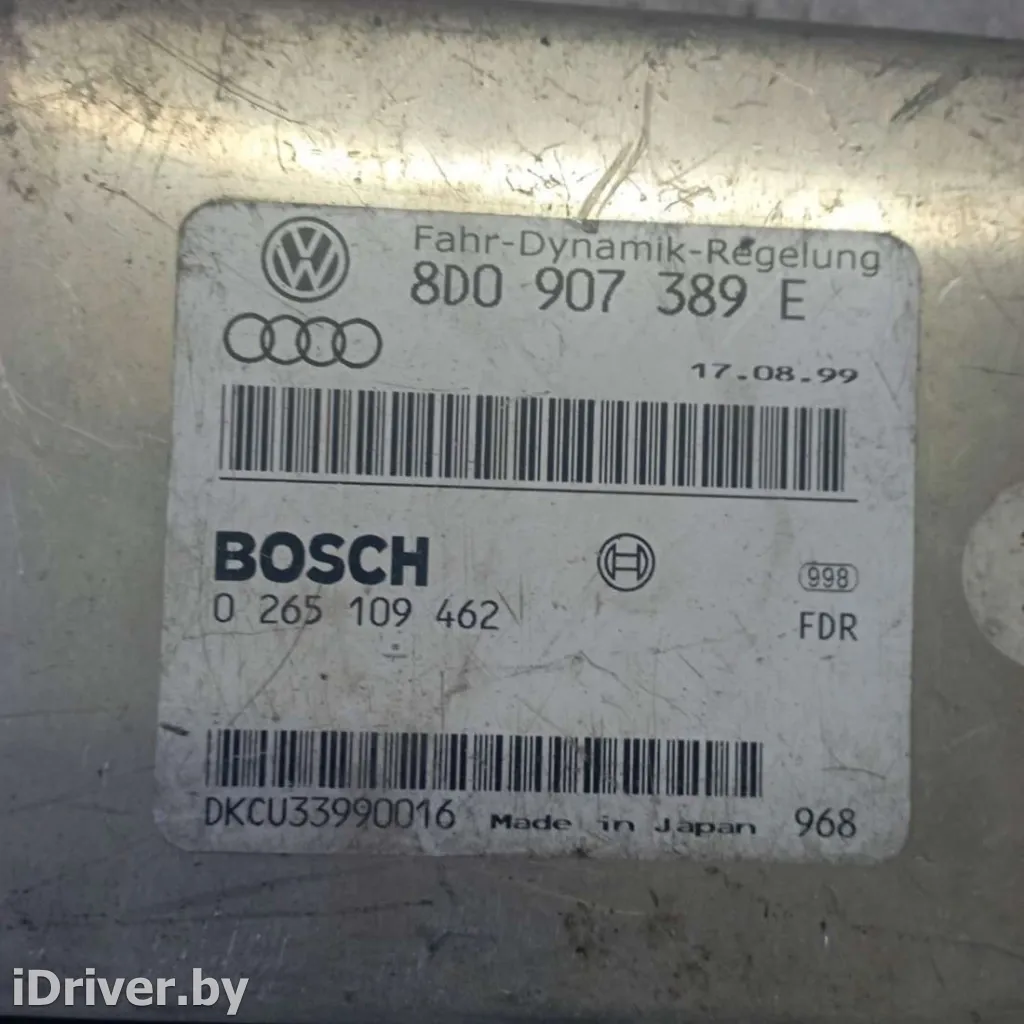 Fahr-Dynamik-Regelung
8D0 907 389 E
17.08.99
BOSCH
998
0 265 109 462
FDR
DKCU33990016 Made in Japan 968
iDriver.by